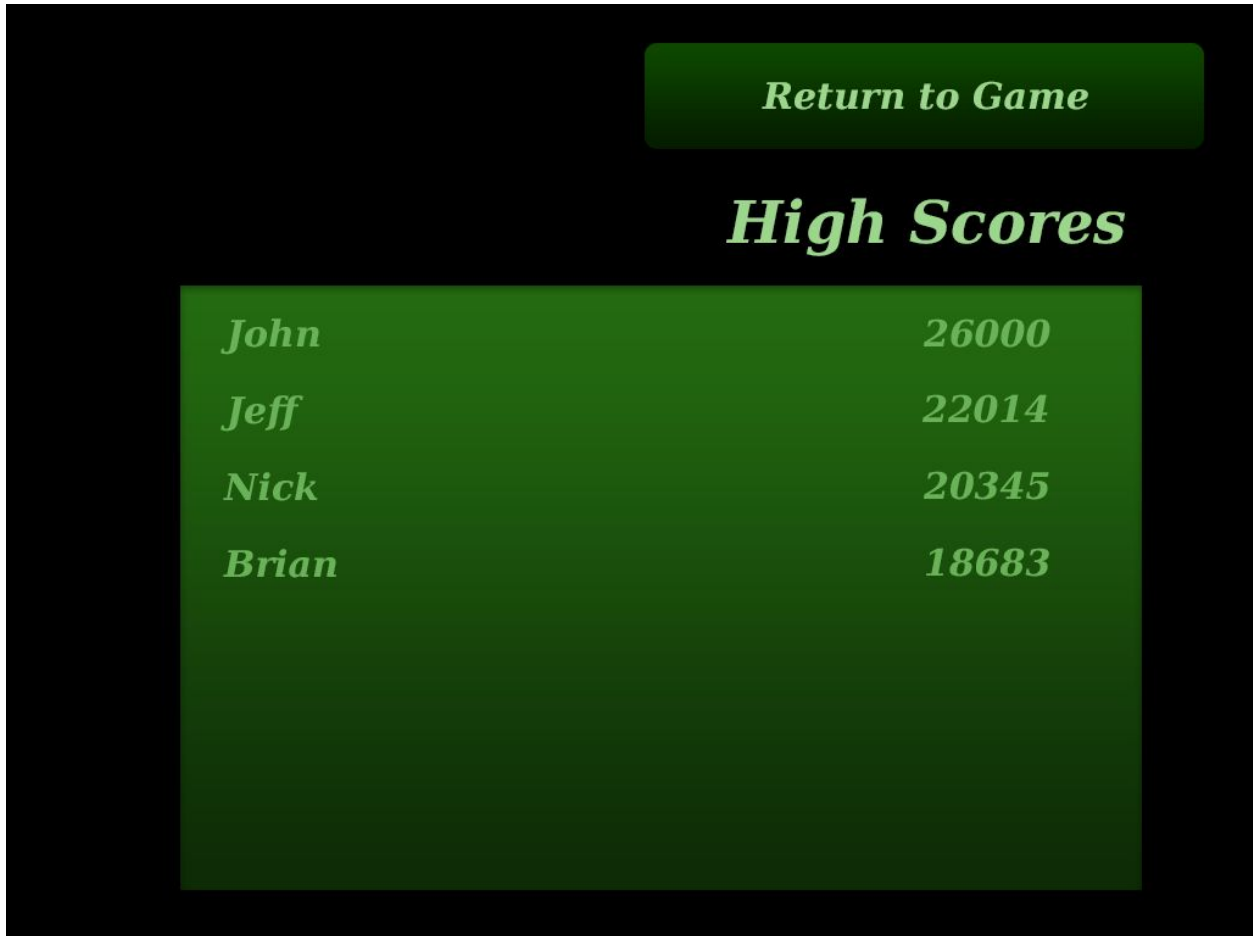 Return to Game
High Scores
John 26000
Jeff 22014
Nick 20345
Brian 18683